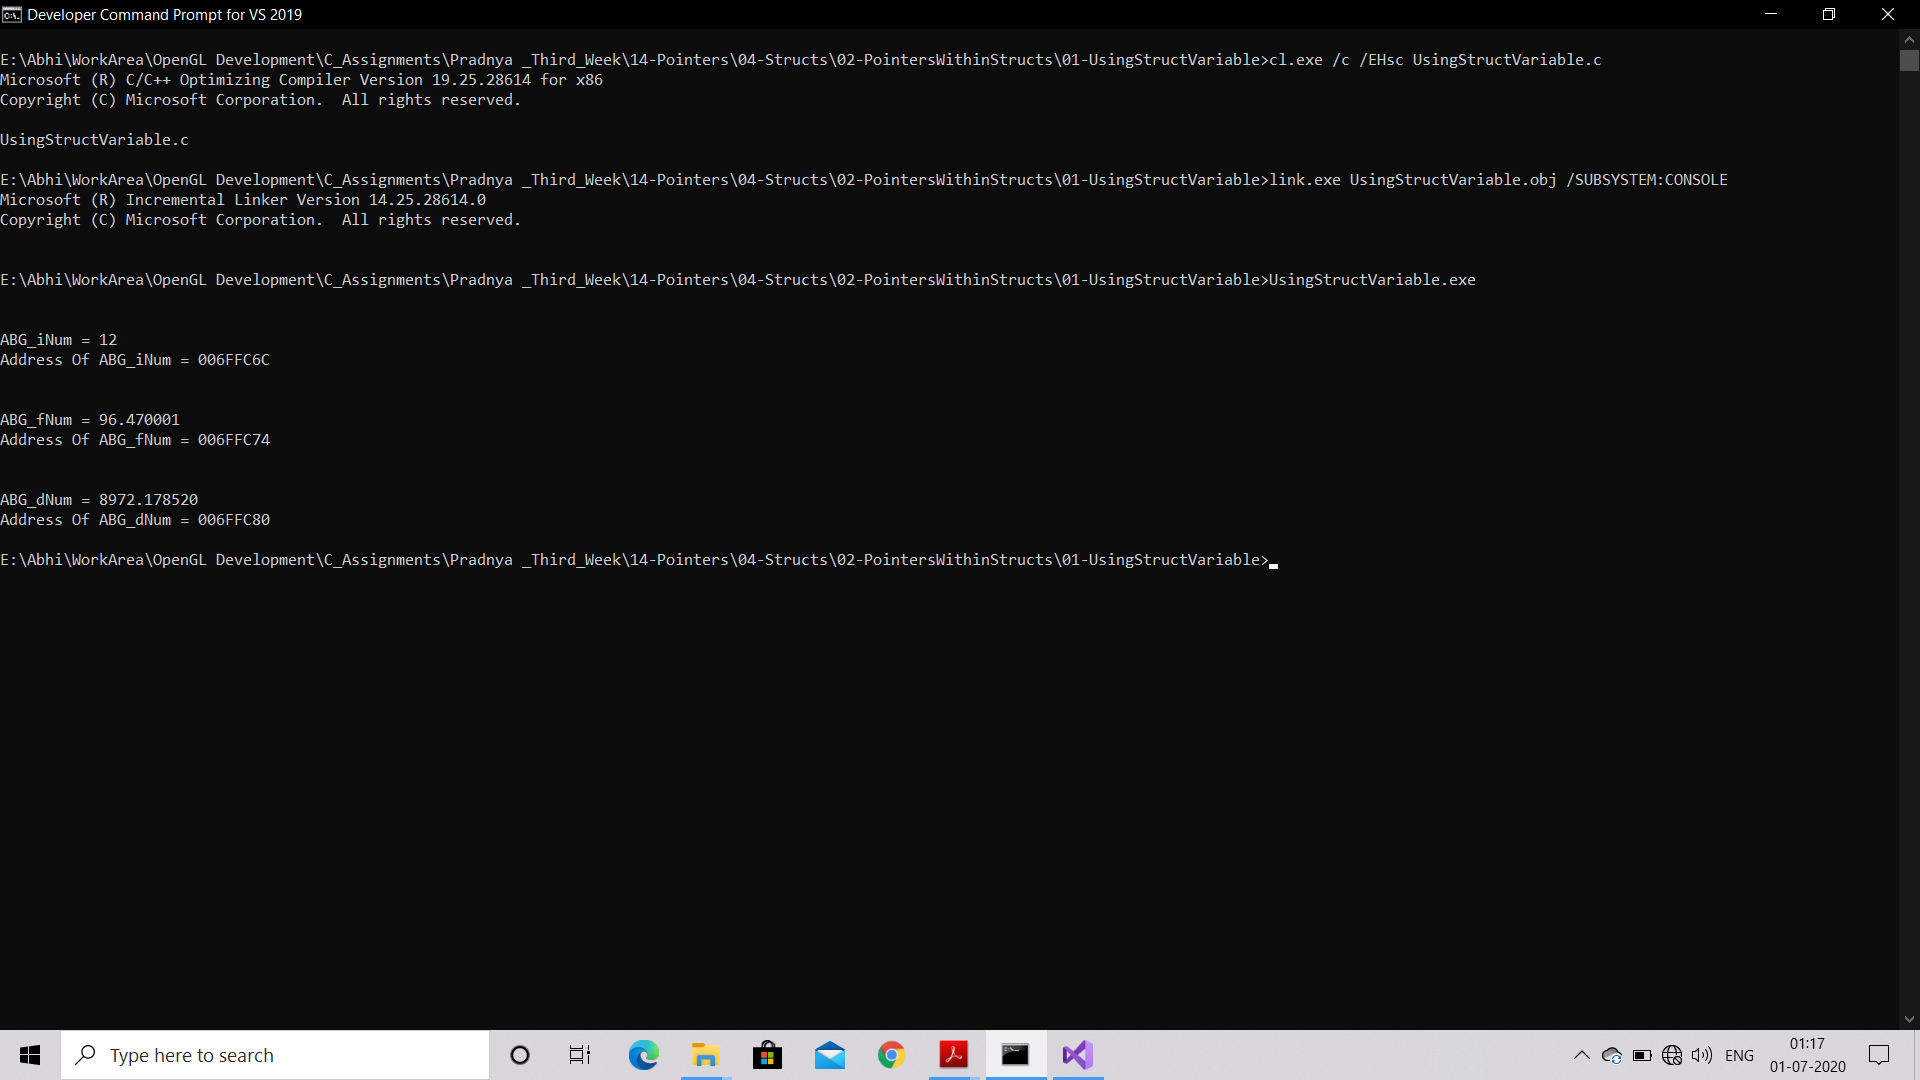 Developer Command Prompt for VS 2019
E:\Abhi\WorkArea\OpenGL Development\C_Assignments\Pradnya _Third_Week\14-Pointers\04-Structs\02-PointersWithinStructs\01-UsingStructVariable>cl.exe /c /EHsc UsingStructVariable.c
Microsoft (R) C/C++ Optimizing Compiler Version 19.25.28614 for x86
Copyright (C) Microsoft Corporation.  All rights reserved.
UsingStructVariable.c
E:\Abhi\WorkArea\OpenGL Development\C_Assignments\Pradnya _Third_Week\14-Pointers\04-Structs\02-PointersWithinStructs\01-UsingStructVariable>link.exe UsingStructVariable.obj /SUBSYSTEM:CONSOLE
Microsoft (R) Incremental Linker Version 14.25.28614.0
Copyright (C) Microsoft Corporation.  All rights reserved.
E:\Abhi\WorkArea\OpenGL Development\C_Assignments\Pradnya _Third_Week\14-Pointers\04-Structs\02-PointersWithinStructs\01-UsingStructVariable>UsingStructVariable.exe
ABG_iNum = 12
Address Of ABG_iNum = 006FFC6C
ABG_fNum = 96.470001
Address Of ABG_fNum = 006FFC74
ABG_dNum = 8972.178520
Address Of ABG_dNum = 006FFC80
E:\Abhi\WorkArea\OpenGL Development\C_Assignments\Pradnya _Third_Week\14-Pointers\04-Structs\02-PointersWithinStructs\01-UsingStructVariable>
Type here to search
ENG
01:17
01-07-2020